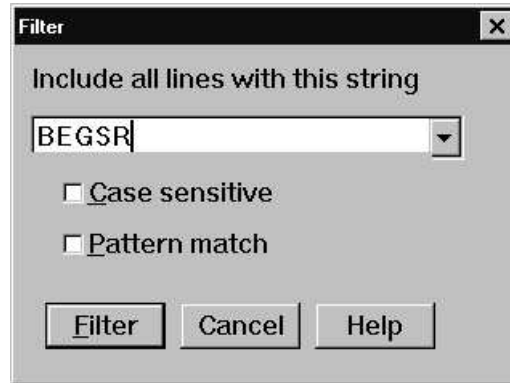 Filter
Include all lines with this string
BEGSR
Case sensitive
Pattern match
Filter Cancel Help